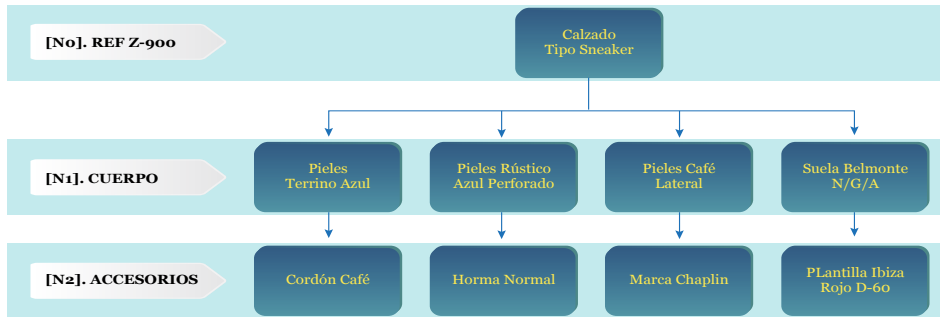 [N0]. REF Z-900
Calzado
Tipo Sneaker
[N1]. CUERPO
Pieles
Terrino Azul
Pieles Rústico
Azul Perforado
Pieles Café
Lateral
Suela Belmonte
N/G/A
[N2]. ACCESORIOS
Cordón Café
Horma Normal
Marca Chaplin
PLantilla Ibiza
Rojo D-60